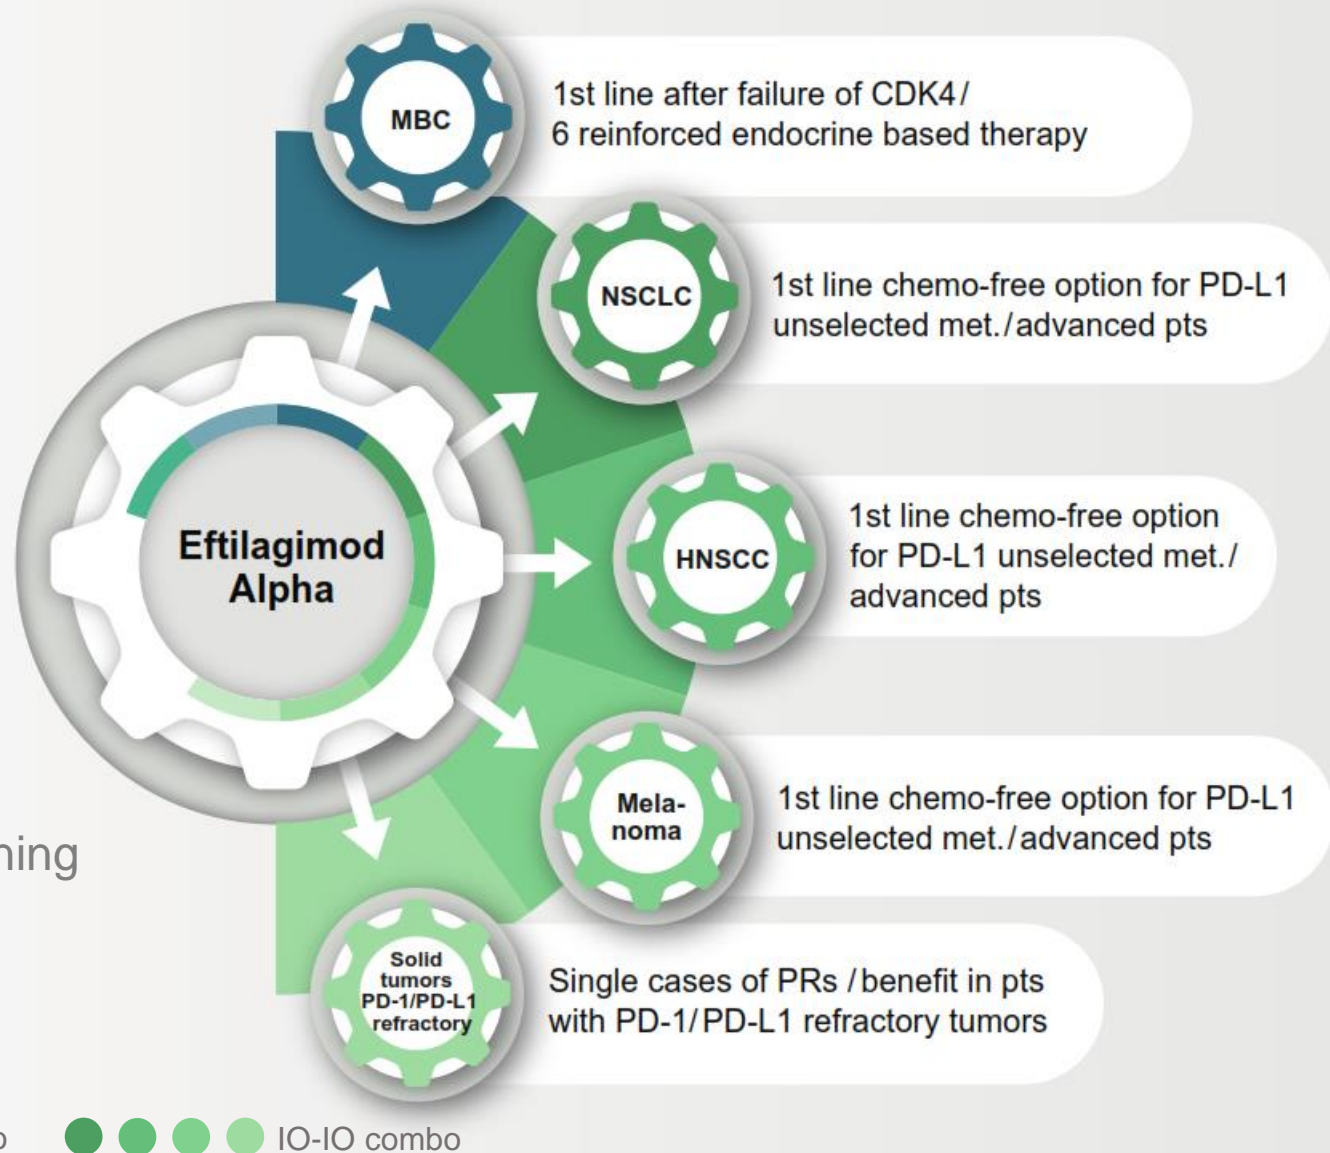 MBC
1st line after failure of CDK4/
6 reinforced endocrine based therapy
NSCLC
1st line chemo-free option for PD-L1
unselected met./advanced pts
HNSCC
1st line chemo-free option
for PD-L1 unselected met./
advanced pts
Eftilagimod
Alpha
Mela-
noma
1st line chemo-free option for PD-L1
unselected met./advanced pts
Solid
tumors
PD-1/PD-L1
refractory
Single cases of PRs /benefit in pts
with PD-1/PD-L1 refractory tumors
IO-IO combo